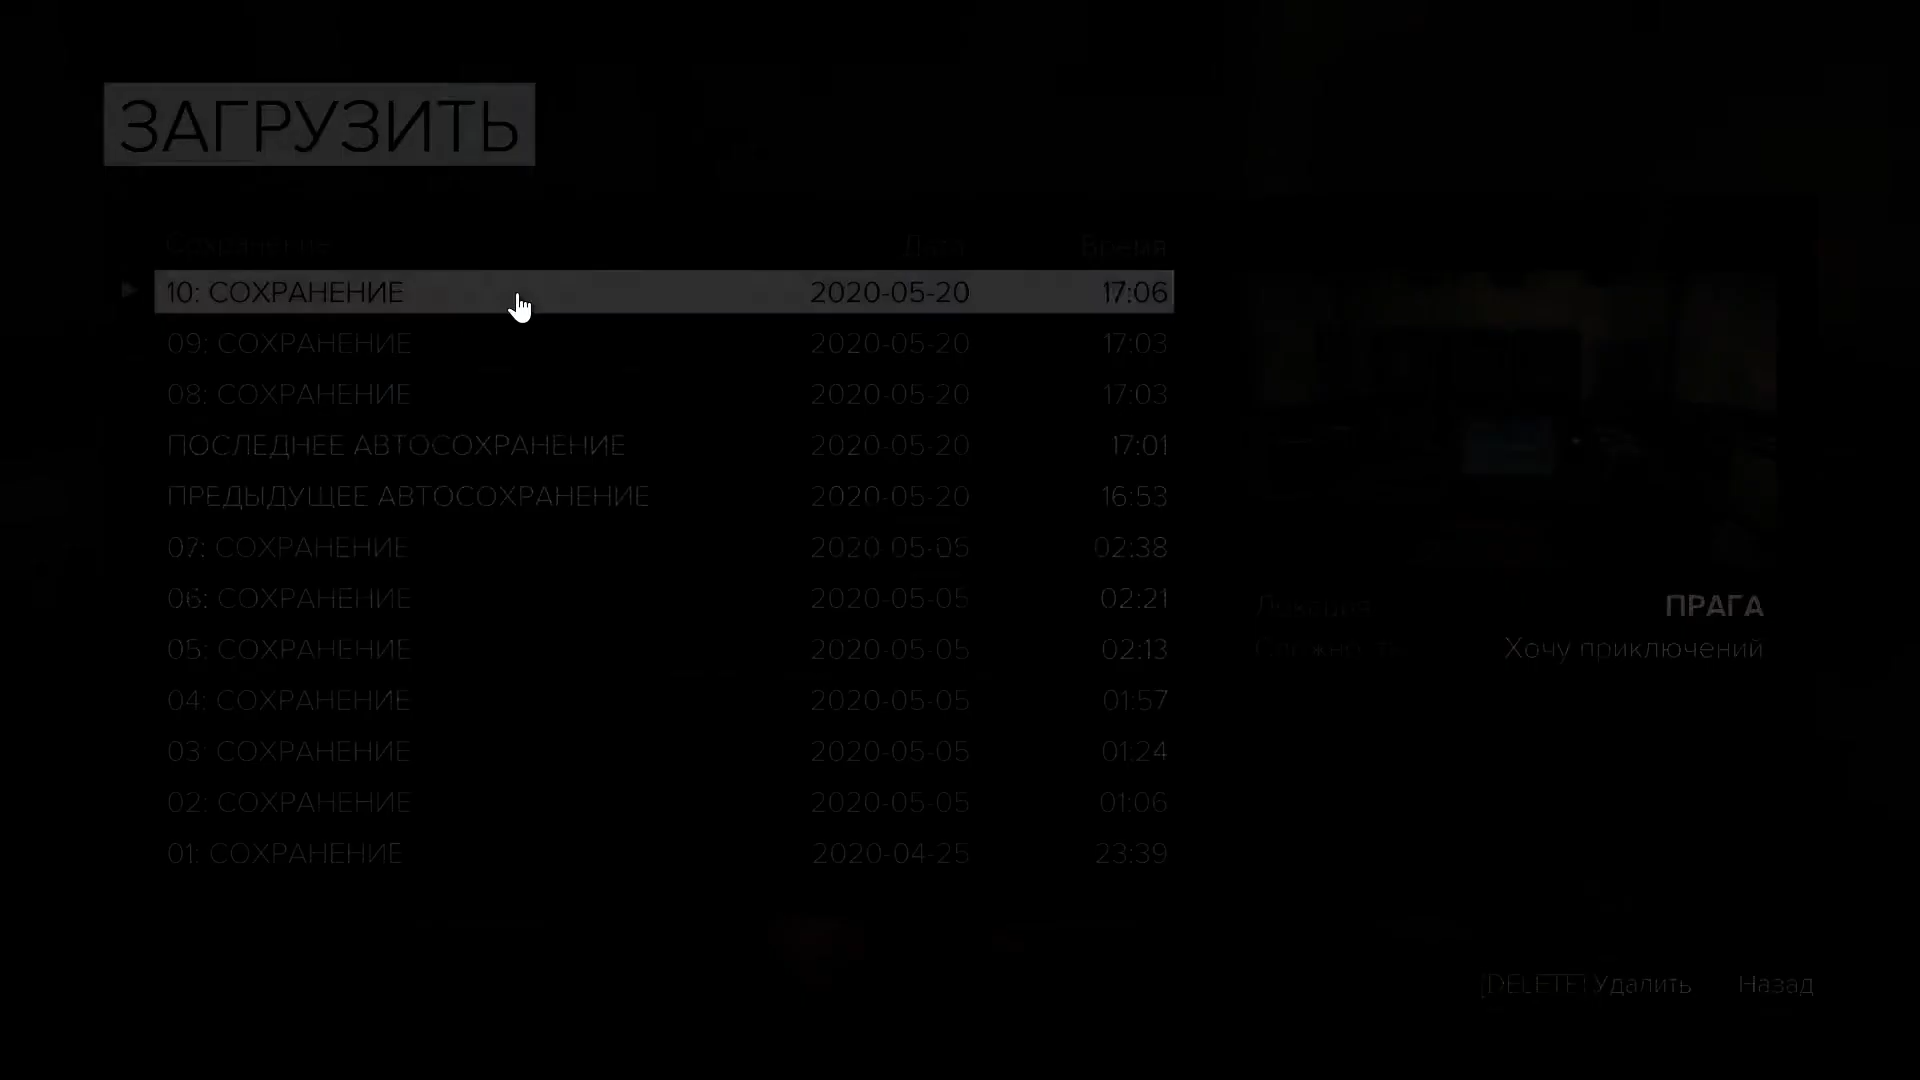 ЗАГРУЗИТЬ
Сохранение Дата Время
10: СОХРАНЕНИЕ 2020-05-20 17:06
09: СОХРАНЕНИЕ 2020-05-20 17:03
08: СОХРАНЕНИЕ 2020-05-20 17:03
ПОСЛЕДНЕЕ АВТОСОХРАНЕНИЕ 2020-05-20 17:01
ПРЕДЫДУЩЕЕ АВТОСОХРАНЕНИЕ 2020-05-20 16:53
07: СОХРАНЕНИЕ 2020-05-05 02:38
06: СОХРАНЕНИЕ 2020-05-05 02:21
05: СОХРАНЕНИЕ 2020-05-05 02:13
04: СОХРАНЕНИЕ 2020-05-05 01:57
03: СОХРАНЕНИЕ 2020-05-05 01:24
02: СОХРАНЕНИЕ 2020-05-05 01:06
01: СОХРАНЕНИЕ 2020-04-25 23:39
Локация ПРАГА
Сложность Хочу приключений
[DELETE] Удалить Назад